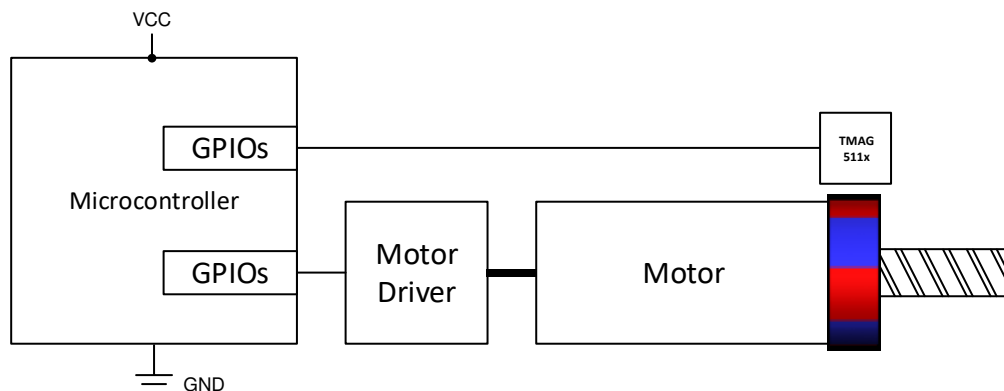 VCC
GPIOs
TMAG
511x
Microcontroller
GPIOs
Motor
Driver
Motor
GND